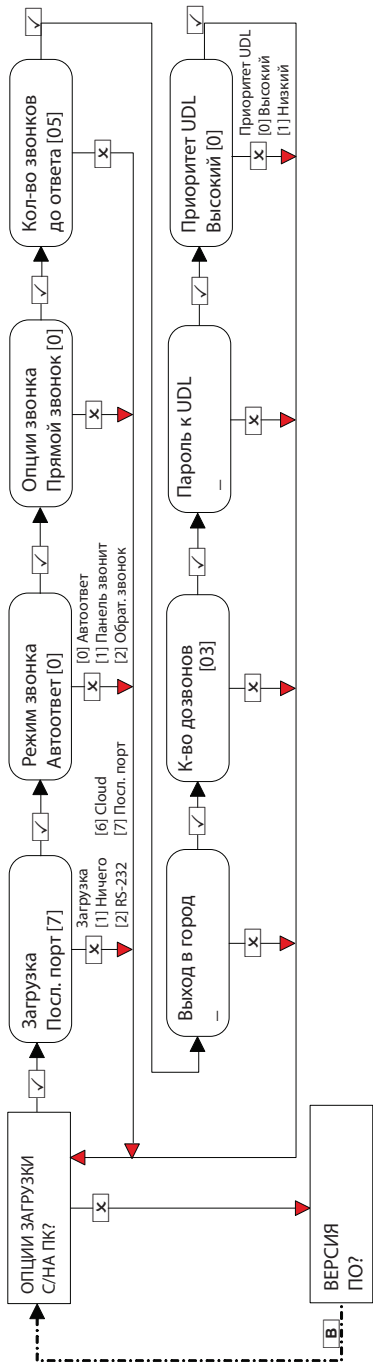 ОПЦИИ ЗАГРУЗКИ
С/НА ПК?
Загрузка
Посл. порт [7]
Загрузка
[1] Ничего
[2] RS-232
[6] Cloud
[7] Посл. порт
Режим звонка
Автоответ [0]
[0] Автоответ
[1] Панель звонит
[2] Обрат. звонок
Опции звонка
Прямой звонок [0]
Кол-во звонков
до ответа [05]
Выход в город
_
К-во дозвонов
[03]
Пароль к UDL
_
Приоритет UDL
Высокий [0]
Приоритет UDL
[0] Высокий
[1] Низкий
ВЕРСИЯ
ПО?
B